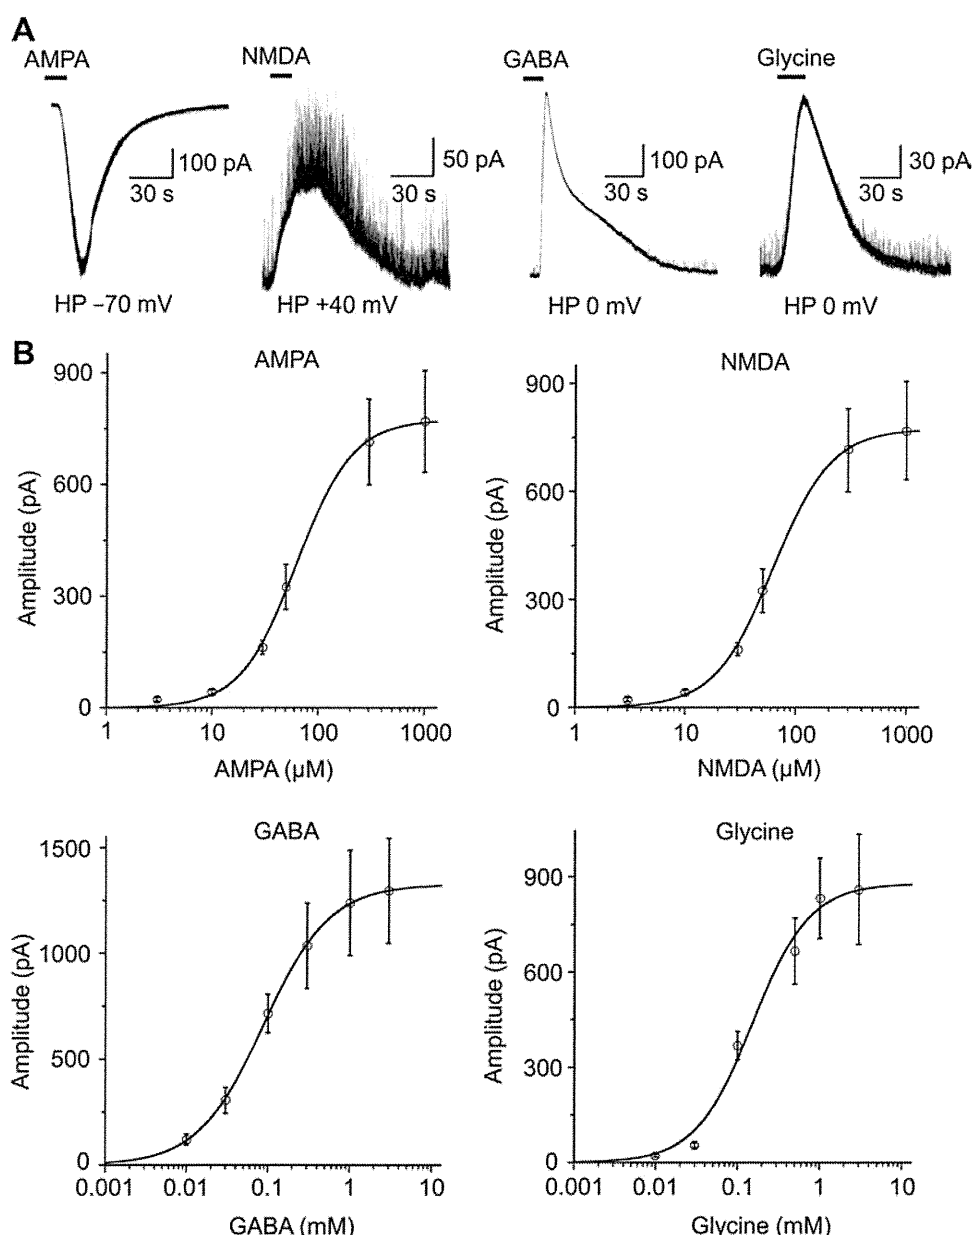 A
AMPA
NMDA
GABA
Glycine
100 pA
30 s
50 pA
30 s
100 pA
30 s
30 pA
30 s
HP –70 mV
HP +40 mV
HP 0 mV
HP 0 mV
B
AMPA
900
600
300
0
Amplitude (pA)
1 10 100 1000
AMPA (µM)
NMDA
900
600
300
0
Amplitude (pA)
1 10 100 1000
NMDA (µM)
GABA
1500
1000
500
0
Amplitude (pA)
0.001 0.01 0.1 1 10
GABA (mM)
Glycine
900
600
300
0
Amplitude (pA)
0.001 0.01 0.1 1 10
Glycine (mM)